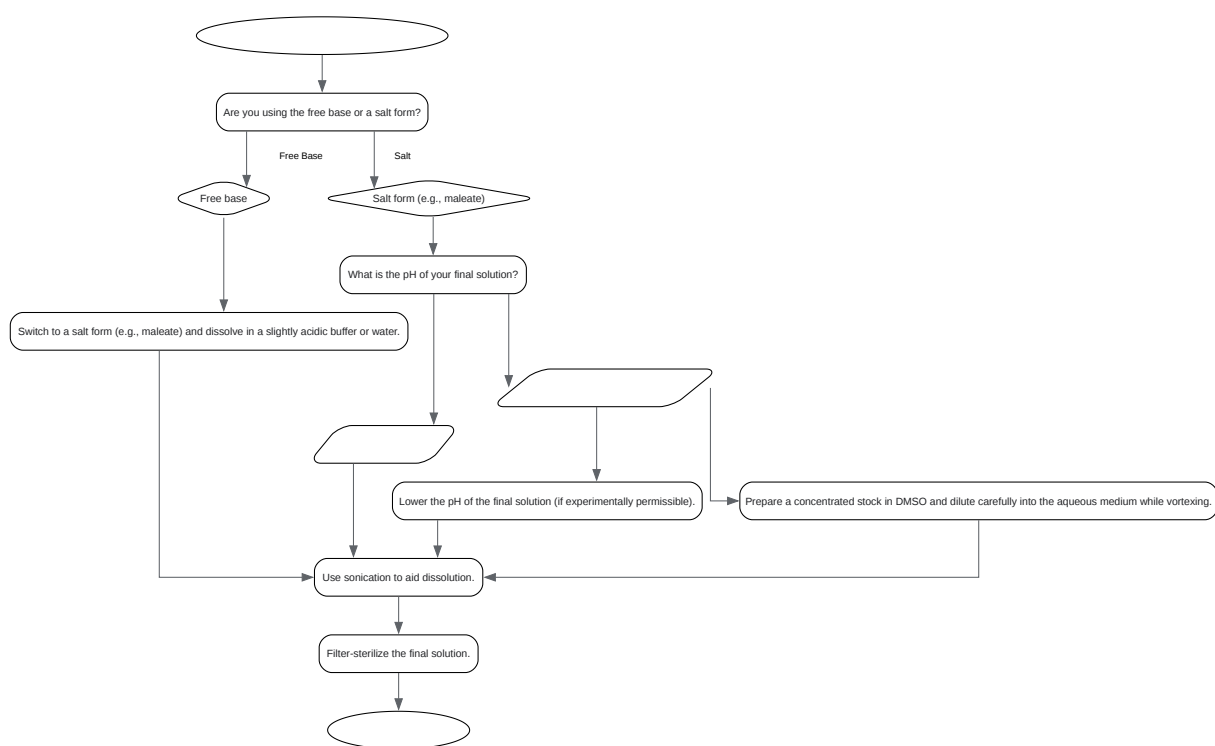 Are you using the free base or a salt form?
Free Base
Salt
Free base
Salt form (e.g., maleate)
What is the pH of your final solution?
Switch to a salt form (e.g., maleate) and dissolve in a slightly acidic buffer or water.
Lower the pH of the final solution (if experimentally permissible).
Prepare a concentrated stock in DMSO and dilute carefully into the aqueous medium while vortexing.
Use sonication to aid dissolution.
Filter-sterilize the final solution.